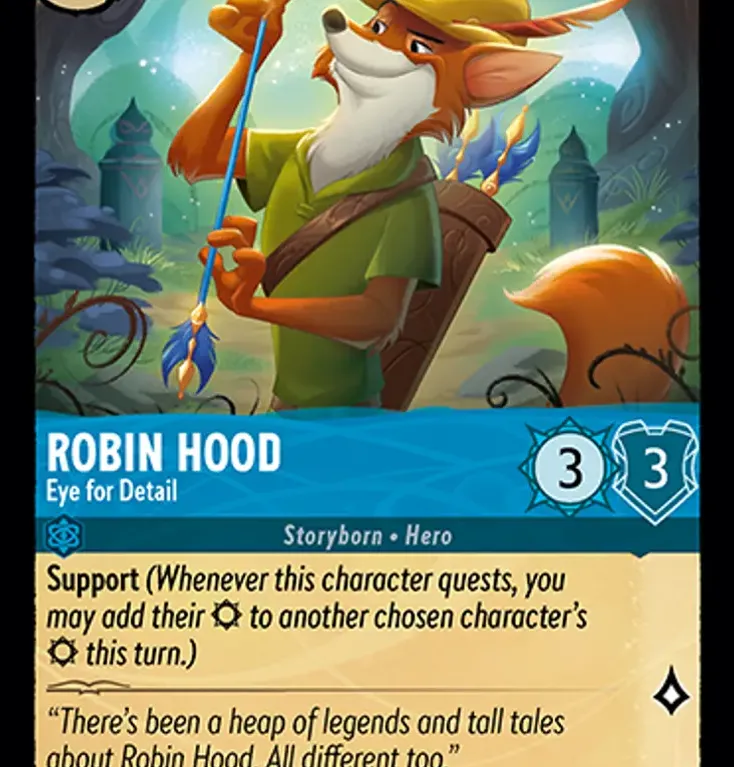 ROBIN HOOD
Eye for Detail
3 3
Storyborn • Hero
Support (Whenever this character quests, you
may add their to another chosen character's
this turn.)
“There's been a heap of legends and tall tales
about Robin Hood. All different too.”